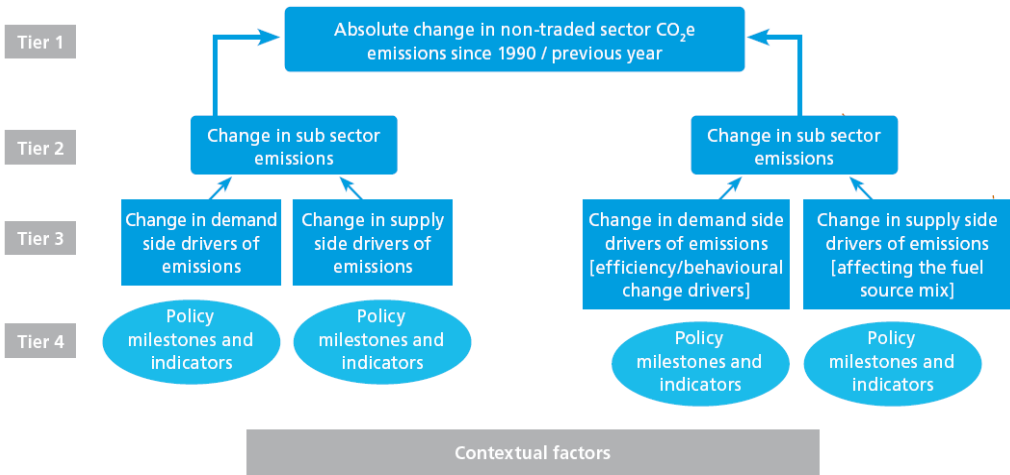 Tier 1
Absolute change in non-traded sector CO₂e
emissions since 1990 / previous year
Tier 2
Change in sub sector
emissions
Change in sub sector
emissions
Tier 3
Change in demand
side drivers of
emissions
Change in supply
side drivers of
emissions
Change in demand side
drivers of emissions
[efficiency/behavioural
change drivers]
Change in supply side
drivers of emissions
[affecting the fuel
source mix]
Tier 4
Policy
milestones and
indicators
Policy
milestones and
indicators
Policy
milestones and
indicators
Policy
milestones and
indicators
Contextual factors